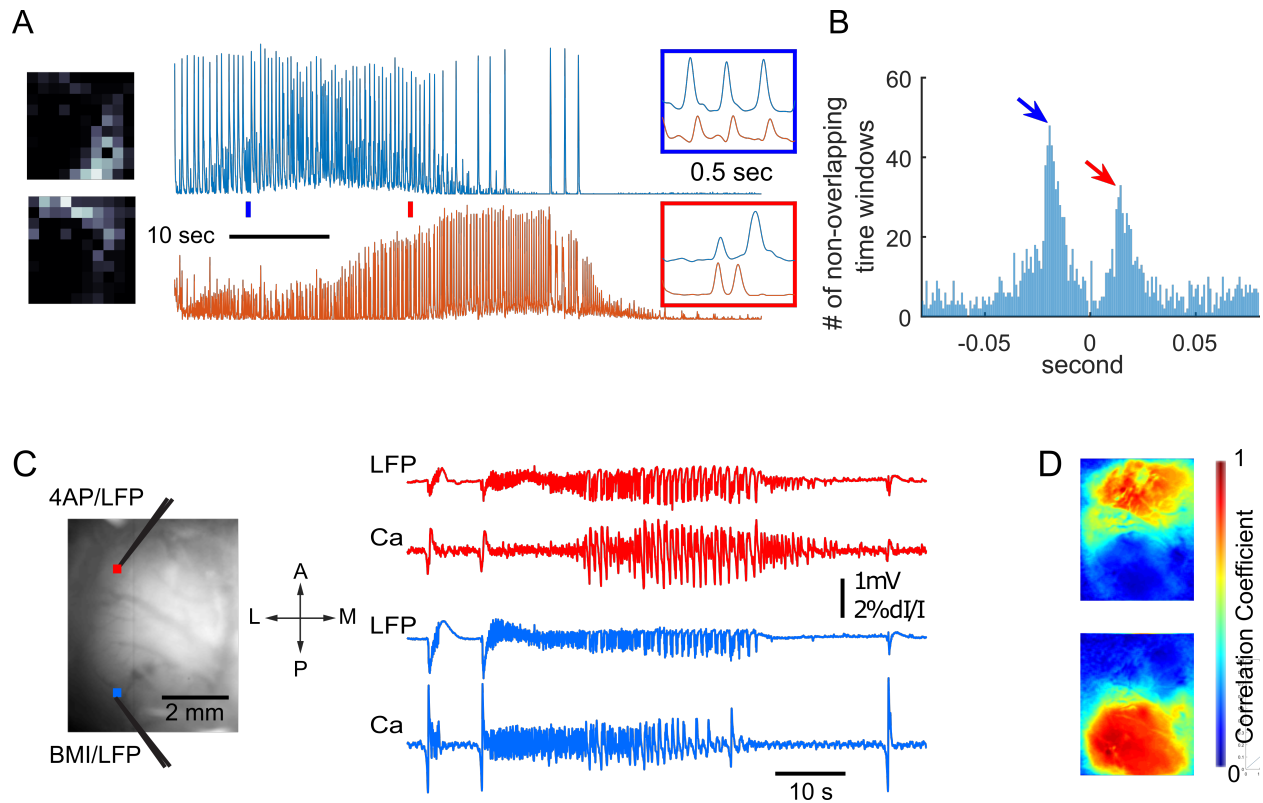 A
B
0.5 sec
10 sec
# of non-overlapping
time windows
60
40
20
0
-0.05
0
0.05
second
C
D
4AP/LFP
BMI/LFP
2 mm
A
L
M
P
LFP
Ca
1mV
2%dI/I
LFP
Ca
10 s
1
0
Correlation Coefficient